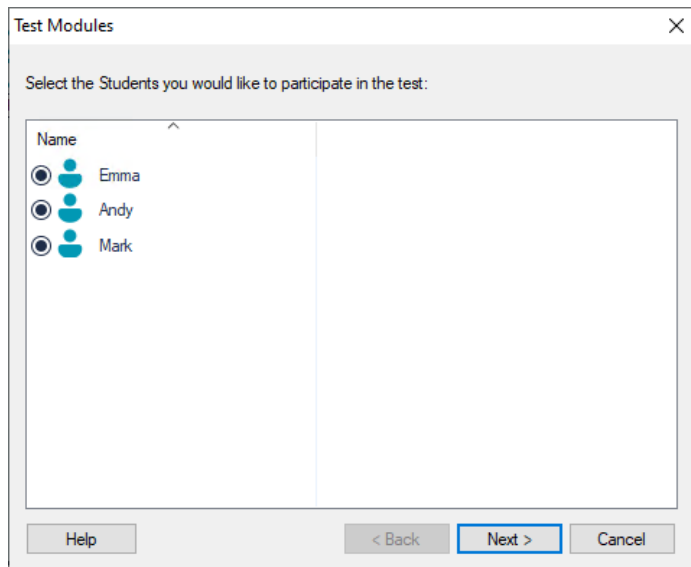 Test Modules
Select the Students you would like to participate in the test:
Name
Emma
Andy
Mark
Help < Back Next > Cancel